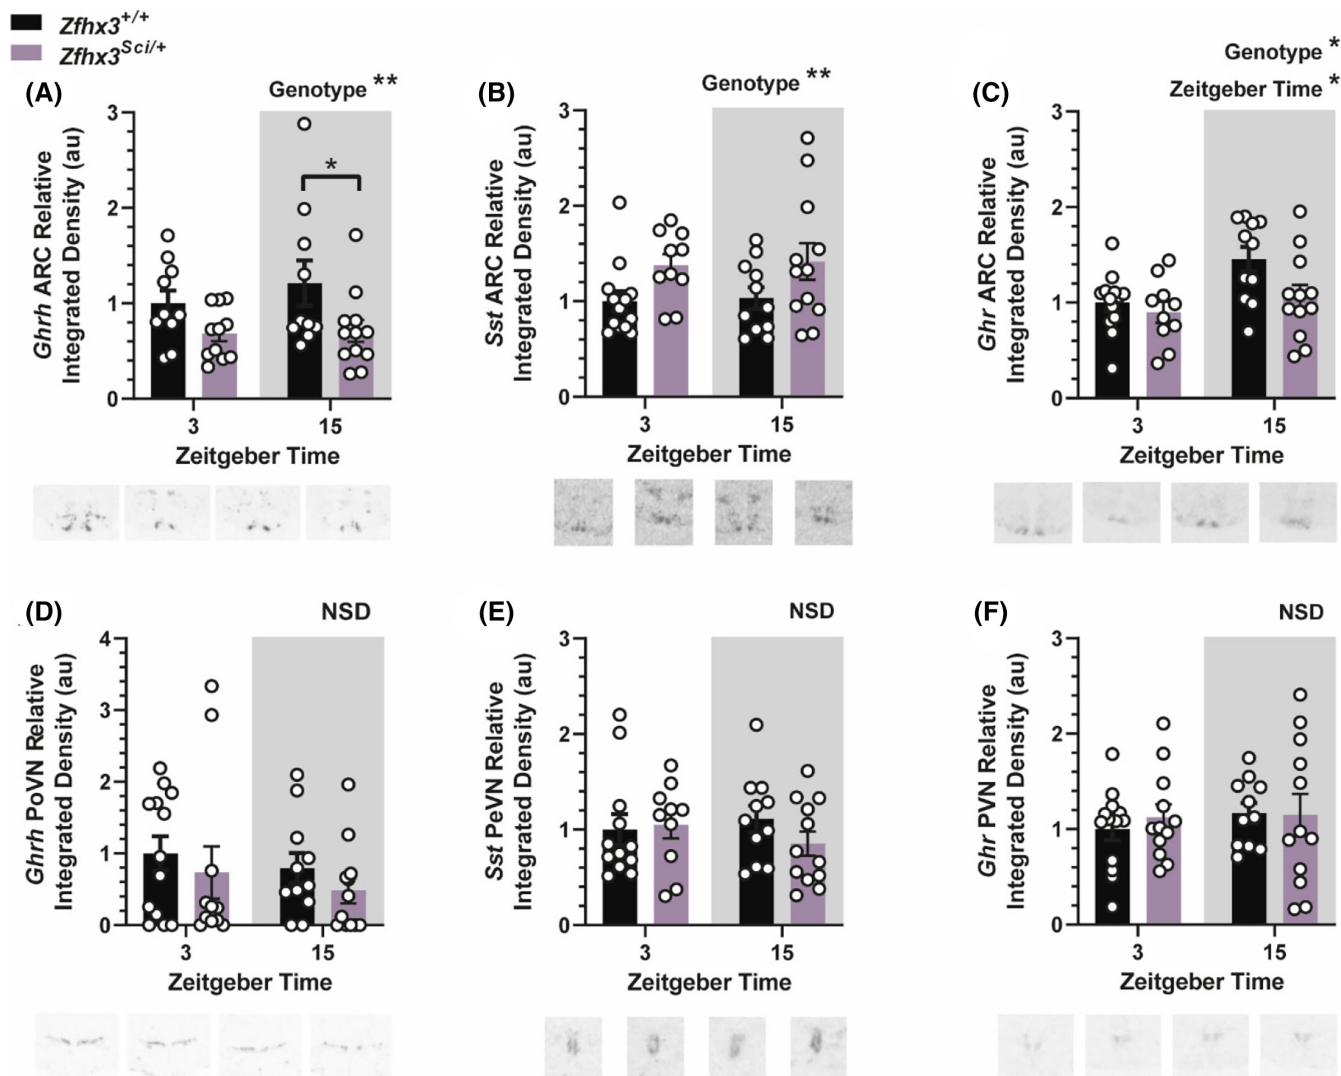 Zfhx3+/+
Zfhx3Sci/+
(A)
Genotype **
Ghrh ARC Relative
Integrated Density (au)
3
2
1
0
*
3
15
Zeitgeber Time
(B)
Genotype **
Sst ARC Relative
Integrated Density (au)
3
2
1
0
3
15
Zeitgeber Time
(C)
Genotype *
Zeitgeber Time *
Ghr ARC Relative
Integrated Density (au)
3
2
1
0
3
15
Zeitgeber Time
(D)
NSD
Ghrh PoVN Relative
Integrated Density (au)
4
3
2
1
0
3
15
Zeitgeber Time
(E)
NSD
Sst PeVN Relative
Integrated Density (au)
3
2
1
0
3
15
Zeitgeber Time
(F)
NSD
Ghr PVN Relative
Integrated Density (au)
3
2
1
0
3
15
Zeitgeber Time